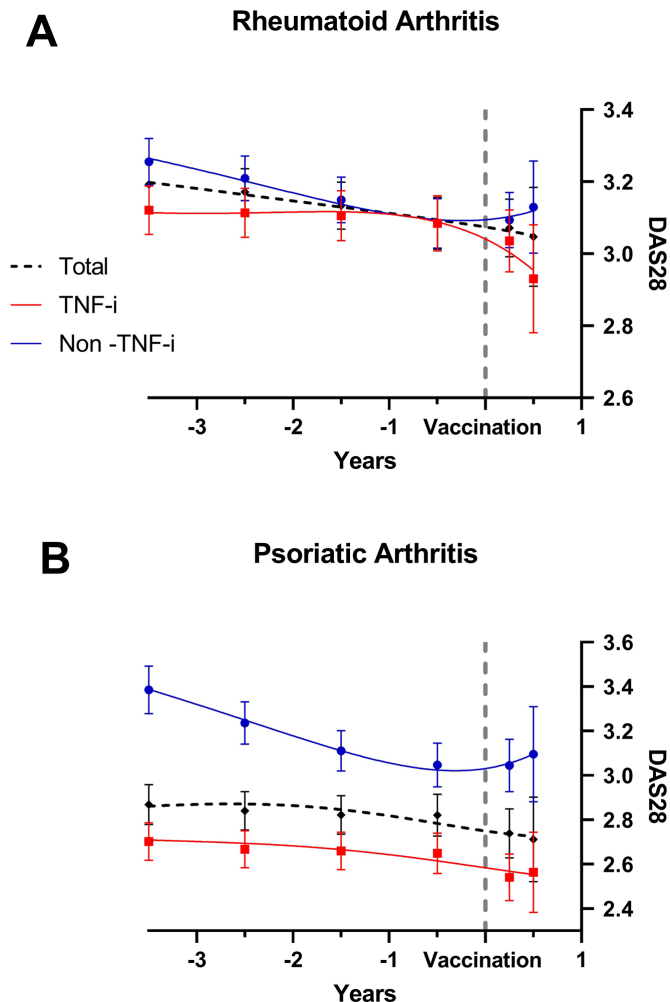 A
Rheumatoid Arthritis
3.4
3.2
3.0
2.8
2.6
DAS28
Total
TNF-i
Non -TNF-i
-3 -2 -1 Vaccination 1
Years
B
Psoriatic Arthritis
3.6
3.4
3.2
3.0
2.8
2.6
2.4
DAS28
-3 -2 -1 Vaccination 1
Years